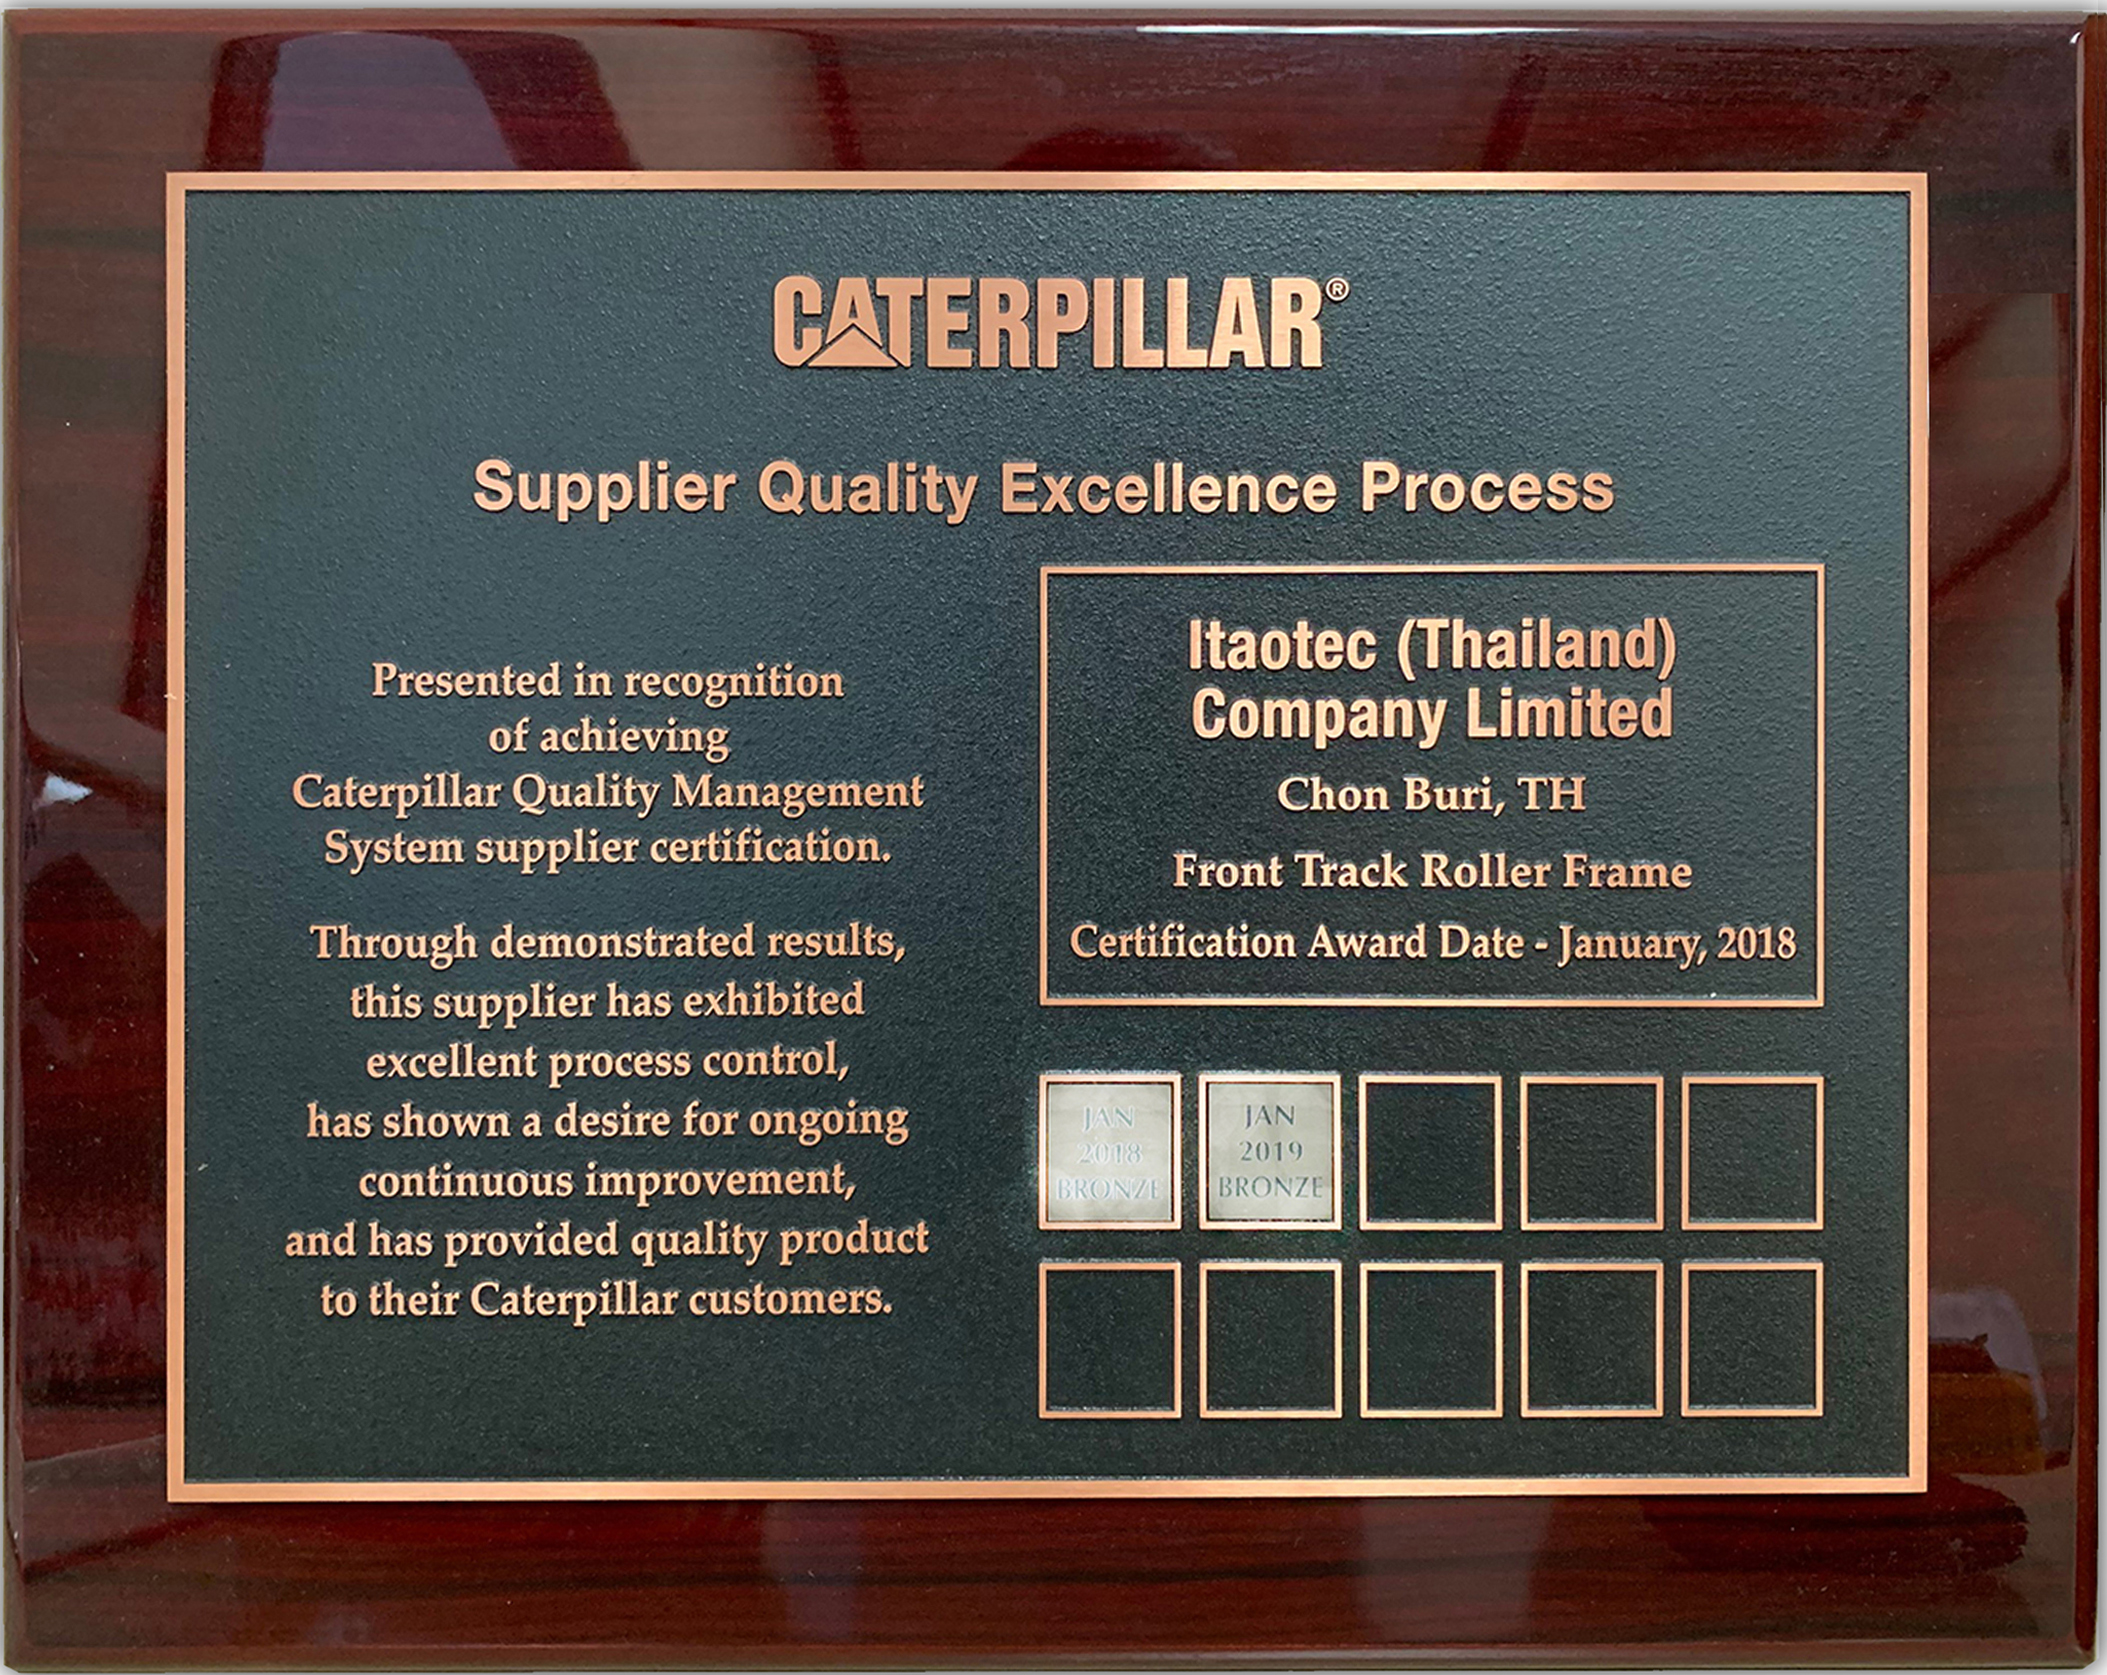 CATERPILLAR®
Supplier Quality Excellence Process
Presented in recognition
of achieving
Caterpillar Quality Management
System supplier certification.
Through demonstrated results,
this supplier has exhibited
excellent process control,
has shown a desire for ongoing
continuous improvement,
and has provided quality product
to their Caterpillar customers.
Itaotec (Thailand)
Company Limited
Chon Buri, TH
Front Track Roller Frame
Certification Award Date - January, 2018
JAN
2018
BRONZE
JAN
2019
BRONZE